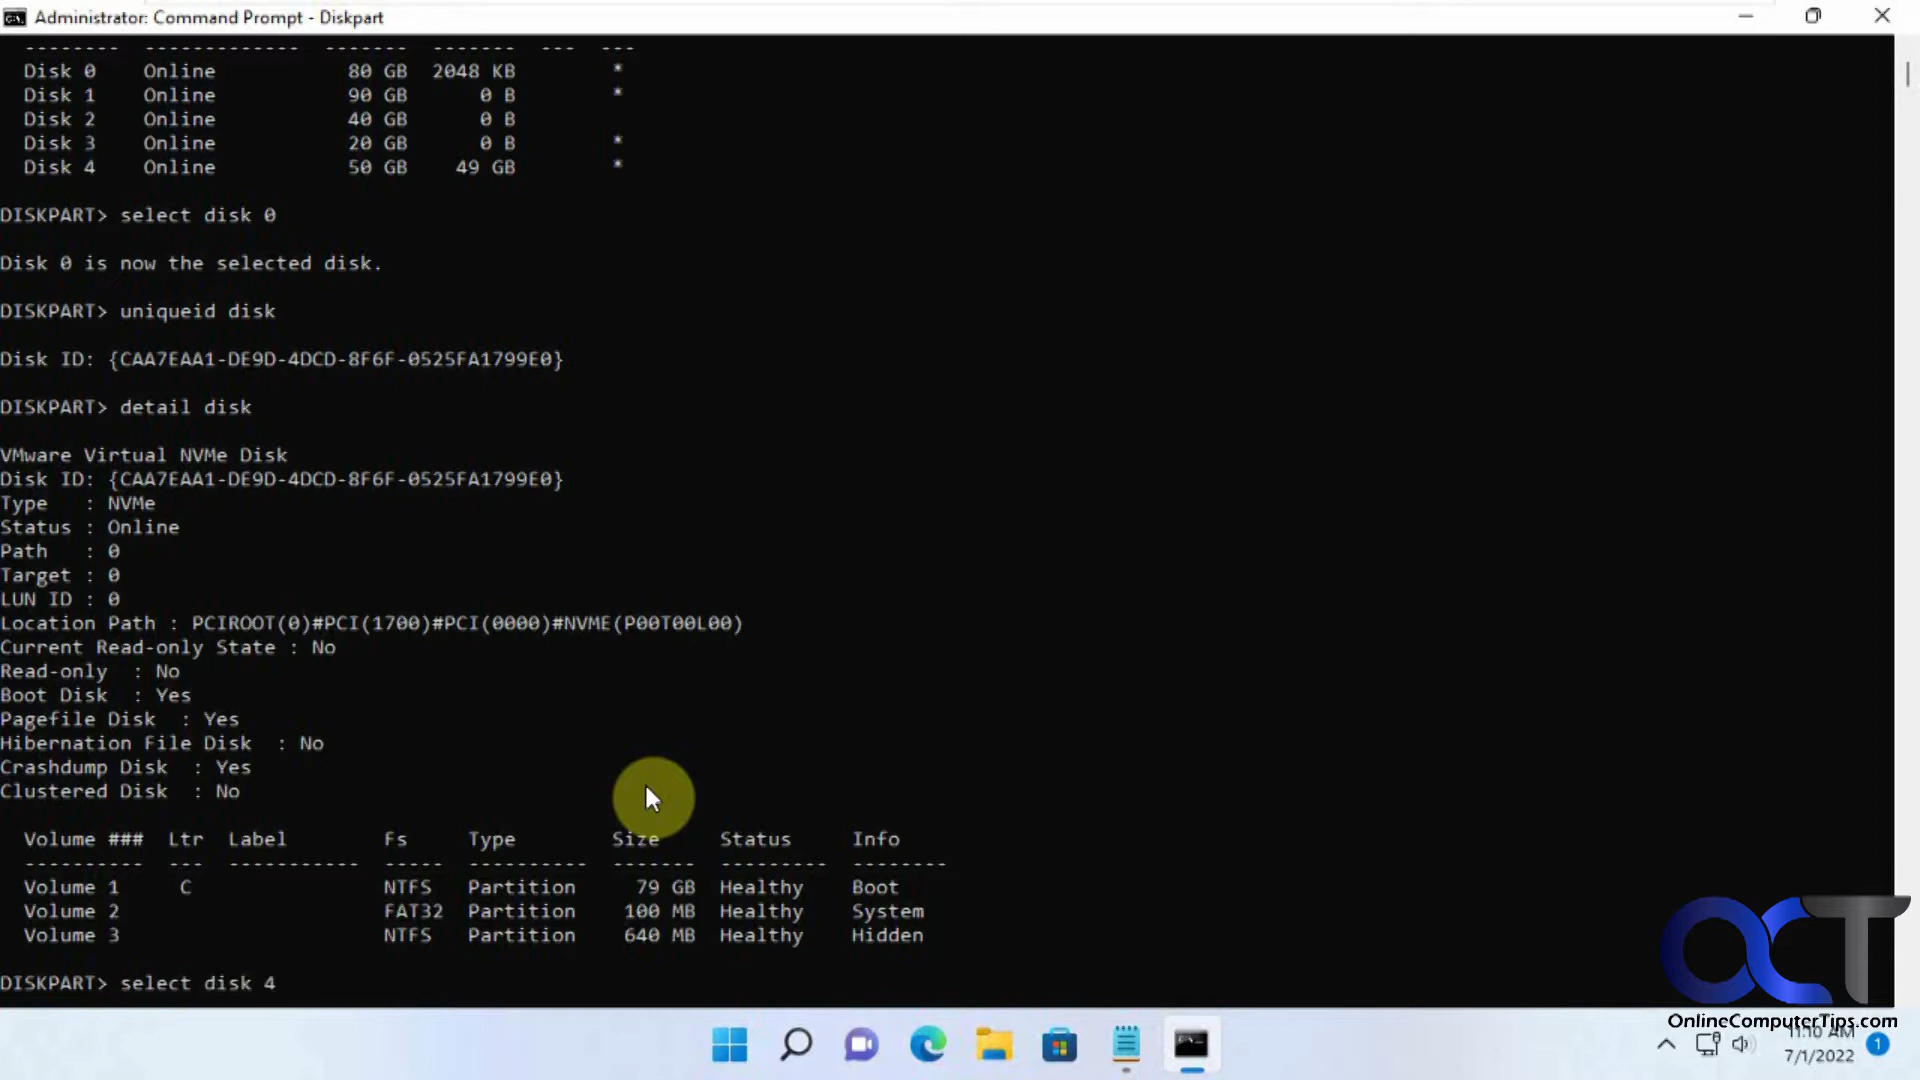 Administrator: Command Prompt - Diskpart
-------- ------------- ------- ------- --- ---
Disk 0 Online 80 GB 2048 KB *
Disk 1 Online 90 GB 0 B *
Disk 2 Online 40 GB 0 B
Disk 3 Online 20 GB 0 B *
Disk 4 Online 50 GB 49 GB *
DISKPART> select disk 0
Disk 0 is now the selected disk.
DISKPART> uniqueid disk
Disk ID: {CAA7EAA1-DE9D-4DCD-8F6F-0525FA1799E0}
DISKPART> detail disk
VMware Virtual NVMe Disk
Disk ID: {CAA7EAA1-DE9D-4DCD-8F6F-0525FA1799E0}
Type : NVMe
Status : Online
Path : 0
Target : 0
LUN ID : 0
Location Path : PCIROOT(0)#PCI(1700)#PCI(0000)#NVME(P00T00L00)
Current Read-only State : No
Read-only : No
Boot Disk : Yes
Pagefile Disk : Yes
Hibernation File Disk : No
Crashdump Disk : Yes
Clustered Disk : No
Volume ### Ltr Label Fs Type Size Status Info
---------- --- ----------- ----- ---------- ------- --------- --------
Volume 1 C NTFS Partition 79 GB Healthy Boot
Volume 2 FAT32 Partition 100 MB Healthy System
Volume 3 NTFS Partition 640 MB Healthy Hidden
DISKPART> select disk 4
OCT
OnlineComputerTips.com
11:10 AM
7/1/2022
1